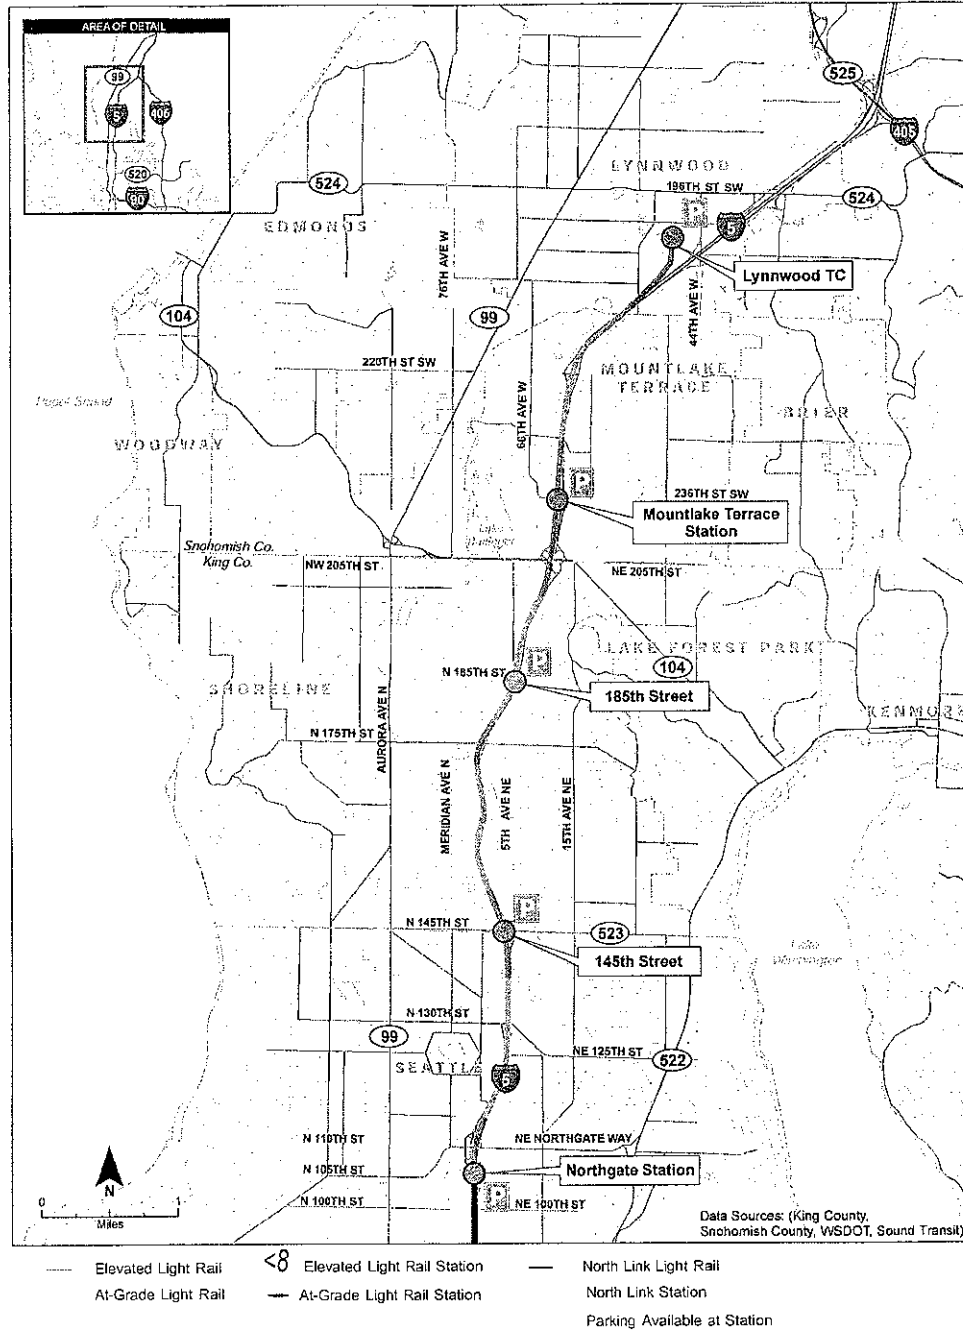 AREA OF DETAIL
99
5
405
520
90
525
405
LYNNWOOD
196TH ST SW
524
524
EDMONDS
P
5
Lynnwood TC
76TH AVE W
104
99
44TH AVE W
220TH ST SW
MOUNTLAKE
TERRACE
Puget Sound
BRIER
66TH AVE W
WOODWAY
P
236TH ST SW
Mountlake Terrace
Station
Snohomish Co.
King Co.
Lake
Ballinger
NW 205TH ST
NE 205TH ST
LAKE FOREST PARK
P
N 185TH ST
104
185th Street
SHORELINE
KENMORE
N 175TH ST
AURORA AVE N
MERIDIAN AVE N
5TH AVE NE
15TH AVE NE
P
N 145TH ST
523
145th Street
Lake
Washington
N 130TH ST
99
NE 125TH ST
522
SEATTLE
5
N 110TH ST
NE NORTHGATE WAY
N 105TH ST
Northgate Station
N
P
N 100TH ST
NE 100TH ST
0 1
Miles
Data Sources: (King County,
Snohomish County, WSDOT, Sound Transit)
Elevated Light Rail <8 Elevated Light Rail Station North Link Light Rail
At-Grade Light Rail At-Grade Light Rail Station North Link Station
Parking Available at Station